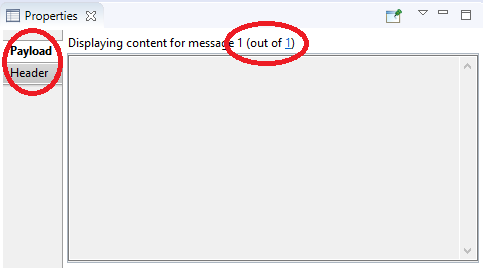 Properties
Displaying content for message 1 (out of 1)
Payload
Header